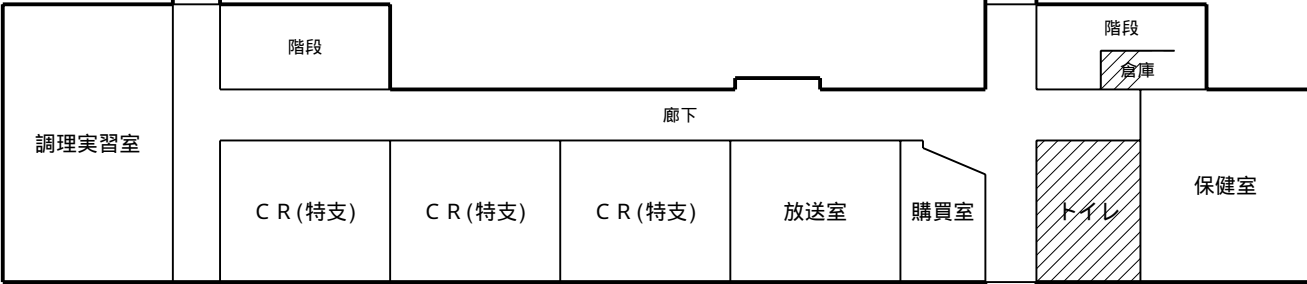 階段
階段
倉庫
廊下
調理実習室
ＣＲ(特支)
ＣＲ(特支)
ＣＲ(特支)
放送室
購買室
トイレ
保健室